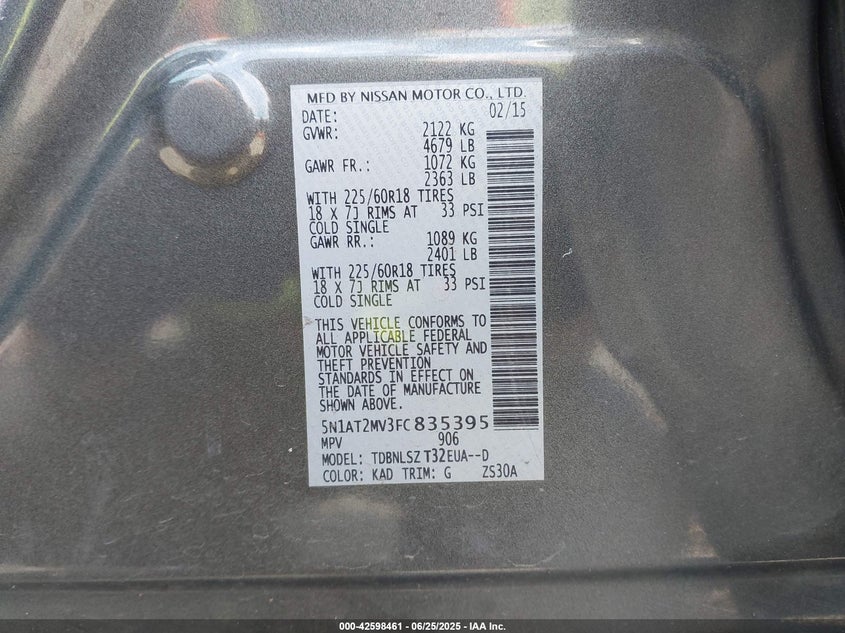 MFD BY NISSAN MOTOR CO., LTD.
DATE: 02/15
GVWR: 2122 KG
4679 LB
GAWR FR.: 1072 KG
2363 LB
WITH 225/60R18 TIRES
18 X 7J RIMS AT 33 PSI
COLD SINGLE
GAWR RR.: 1089 KG
2401 LB
WITH 225/60R18 TIRES
18 X 7J RIMS AT 33 PSI
COLD SINGLE
THIS VEHICLE CONFORMS TO
ALL APPLICABLE FEDERAL
MOTOR VEHICLE SAFETY AND
THEFT PREVENTION
STANDARDS IN EFFECT ON
THE DATE OF MANUFACTURE
SHOWN ABOVE.
5N1AT2MV3FC835395
MPV 906
MODEL: TDBNLSZ T32EUA--D
COLOR: KAD TRIM: G ZS30A
000-42598461 - 06/25/2025 - IAA Inc.